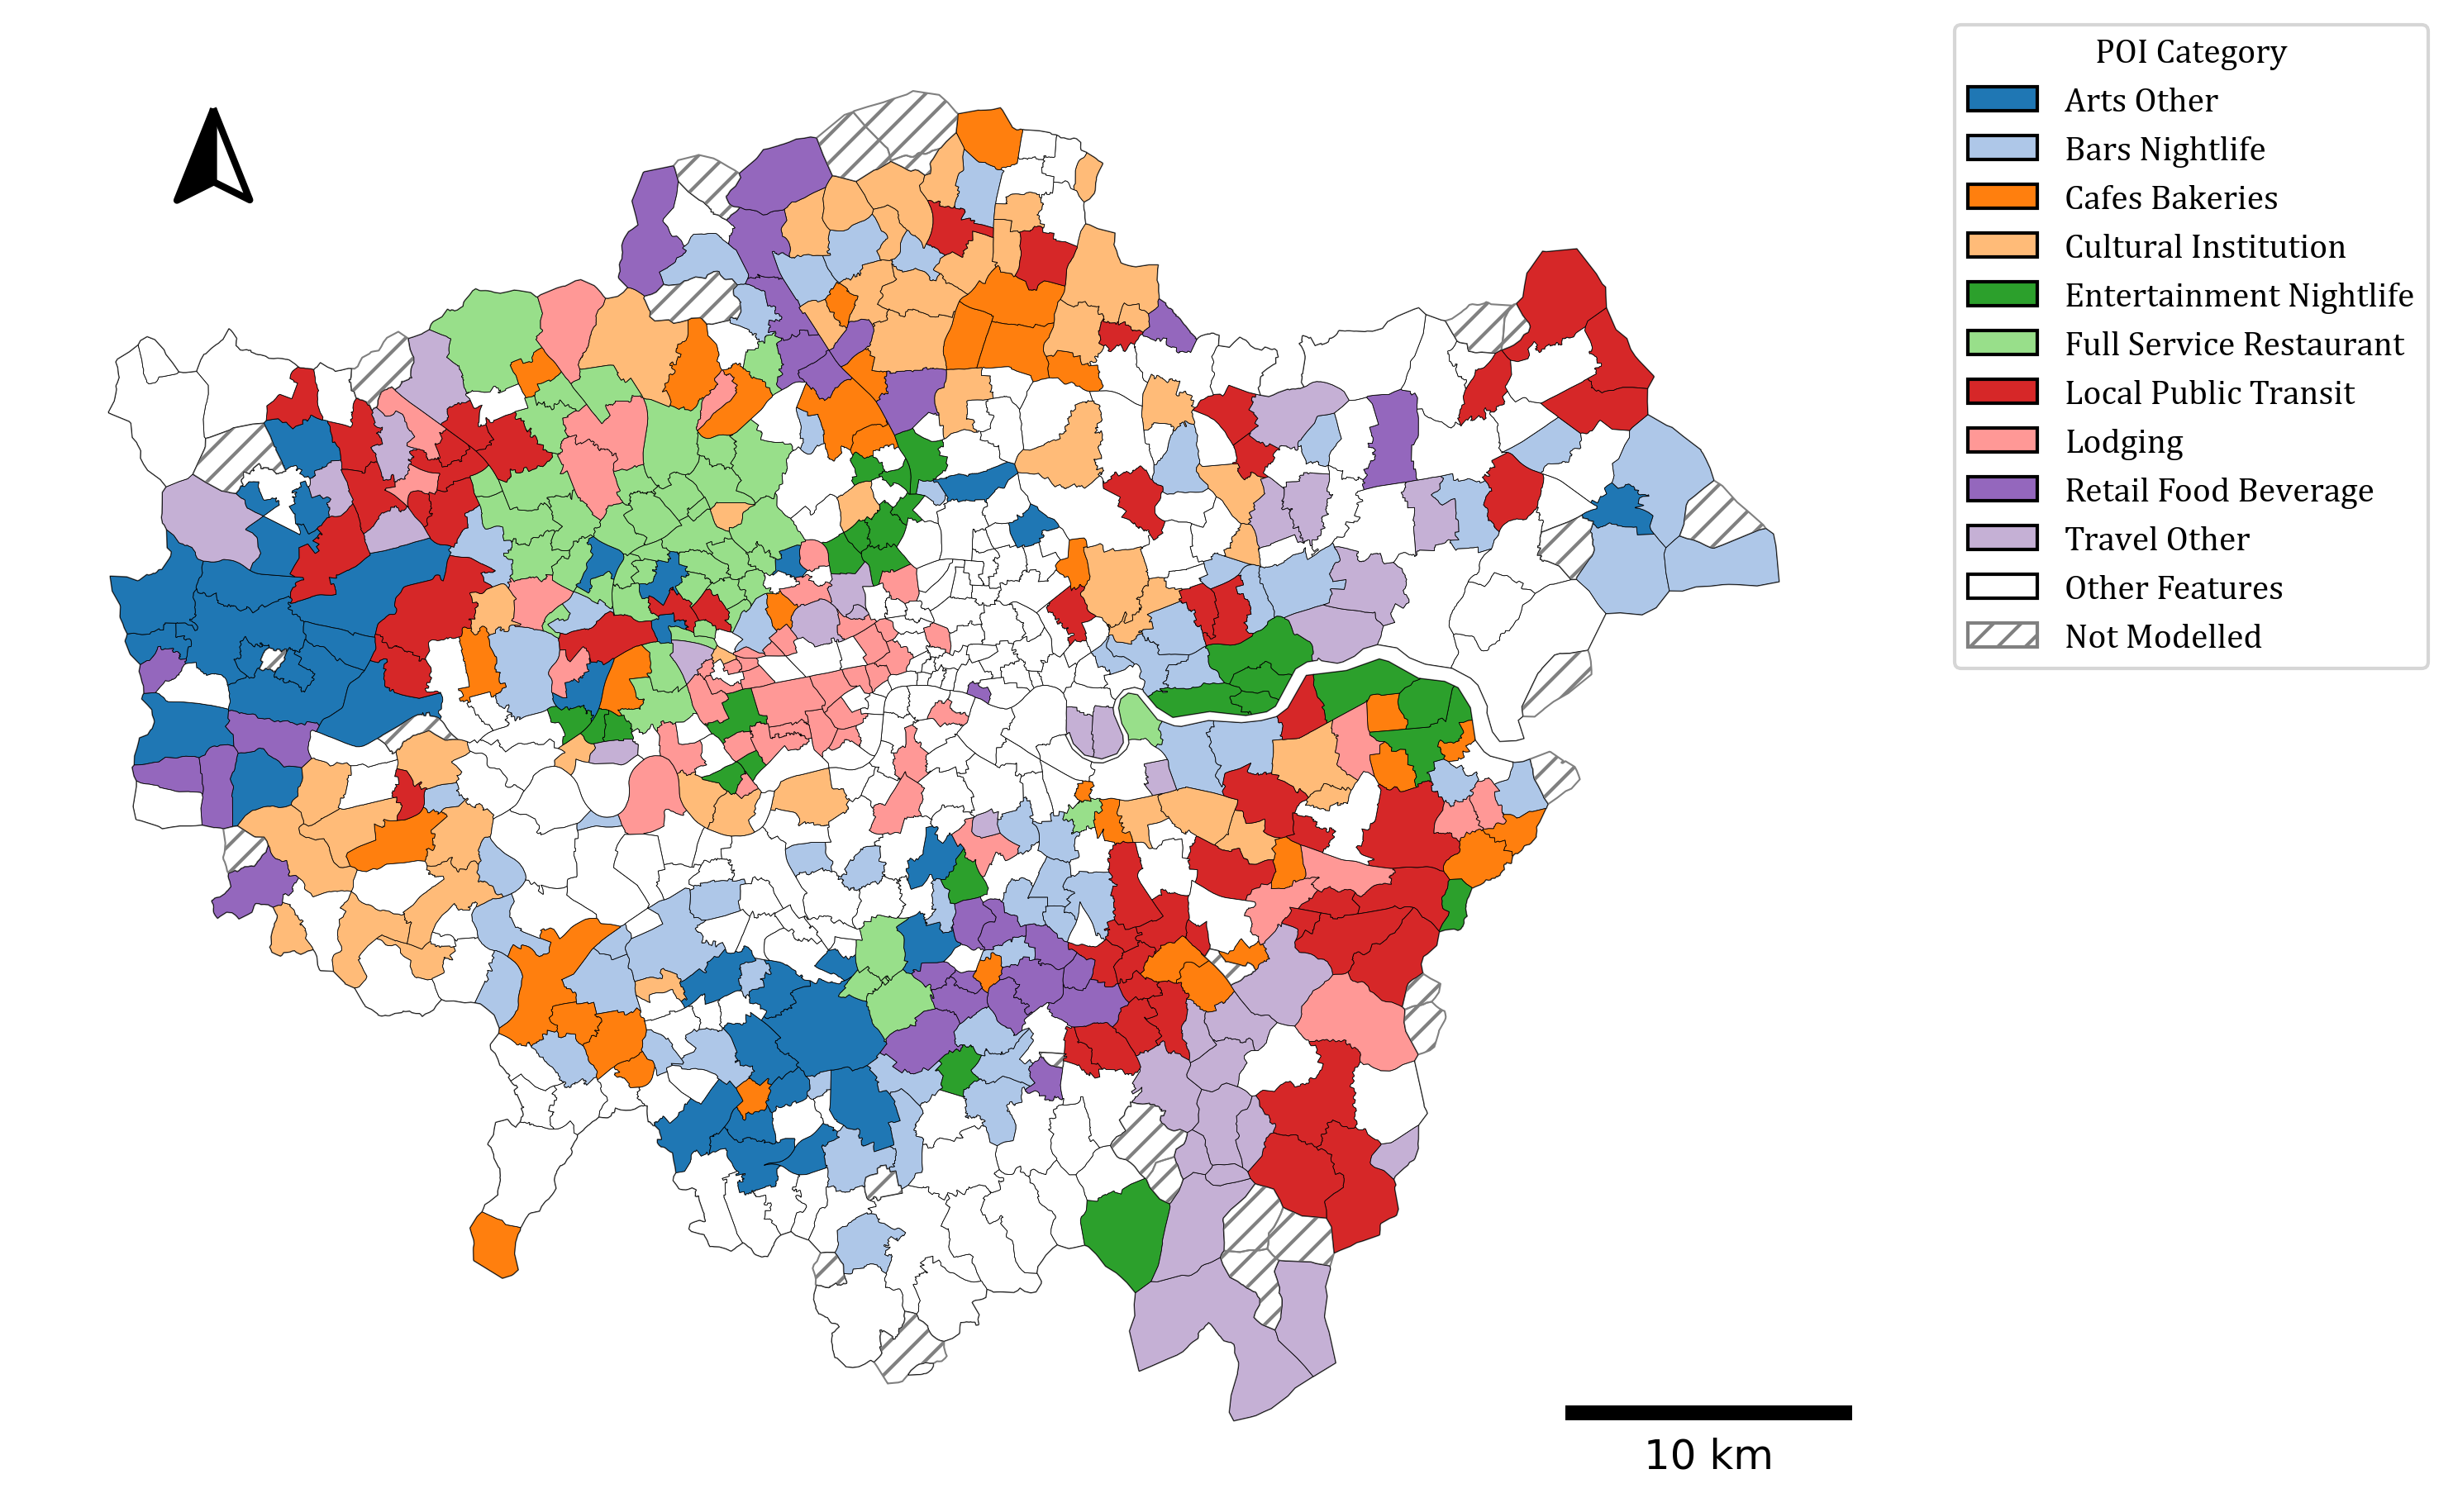 POI Category
Arts Other
Bars Nightlife
Cafes Bakeries
Cultural Institution
Entertainment Nightlife
Full Service Restaurant
Local Public Transit
Lodging
Retail Food Beverage
Travel Other
Other Features
Not Modelled
10 km